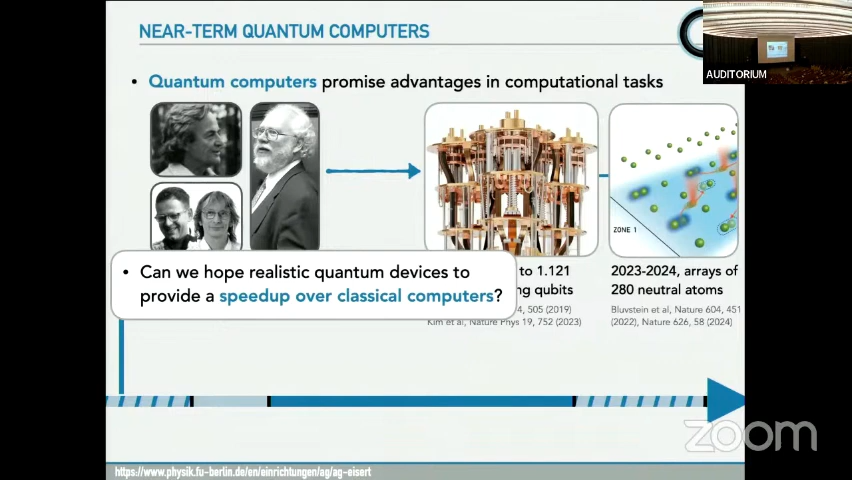 NEAR-TERM QUANTUM COMPUTERS
AUDITORIUM
• Quantum computers promise advantages in computational tasks
ZONE 1
• Can we hope realistic quantum devices to
provide a speedup over classical computers?
to 1.121
ng qubits
4, 505 (2019)
Kim et al, Nature Phys 19, 752 (2023)
2023-2024, arrays of
280 neutral atoms
Bluvstein et al, Nature 604, 451
(2022), Nature 626, 58 (2024)
zoom
https://www.physik.fu-berlin.de/en/einrichtungen/ag/ag-eisert